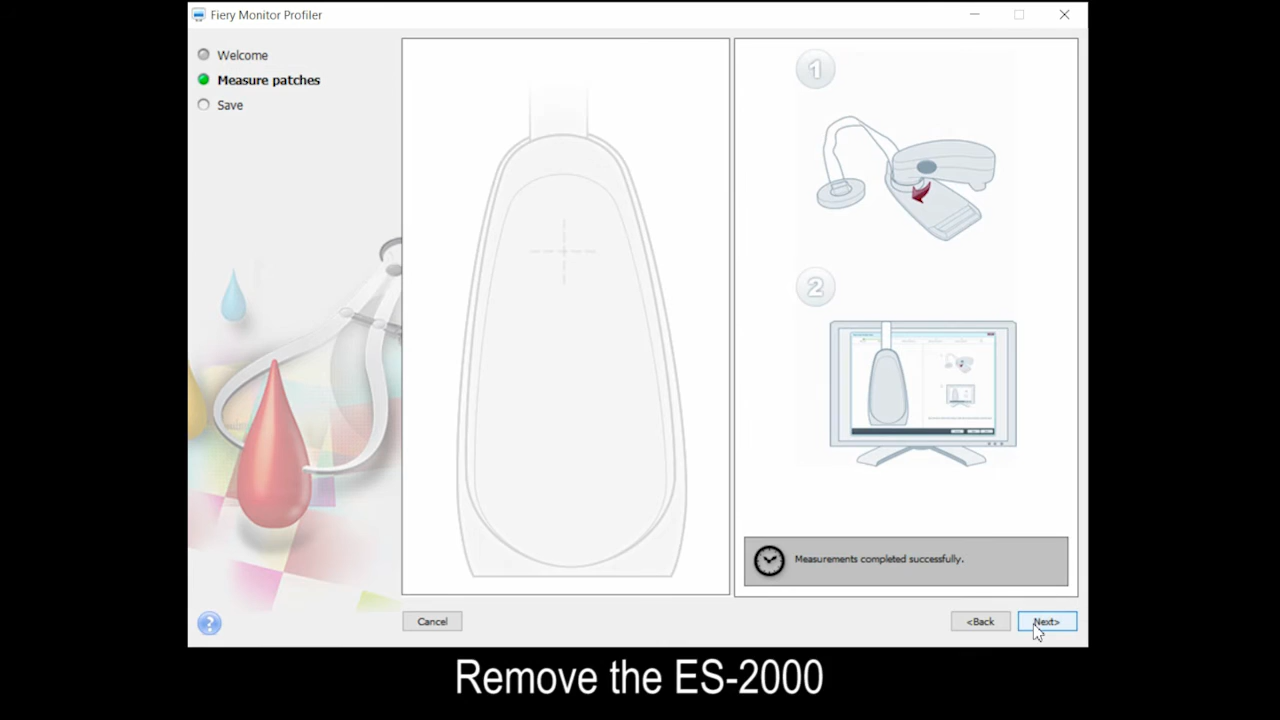 Fiery Monitor Profiler
Welcome
Measure patches
Save
1
2
Measurements completed successfully.
?
Cancel
<Back
Next>
Remove the ES-2000